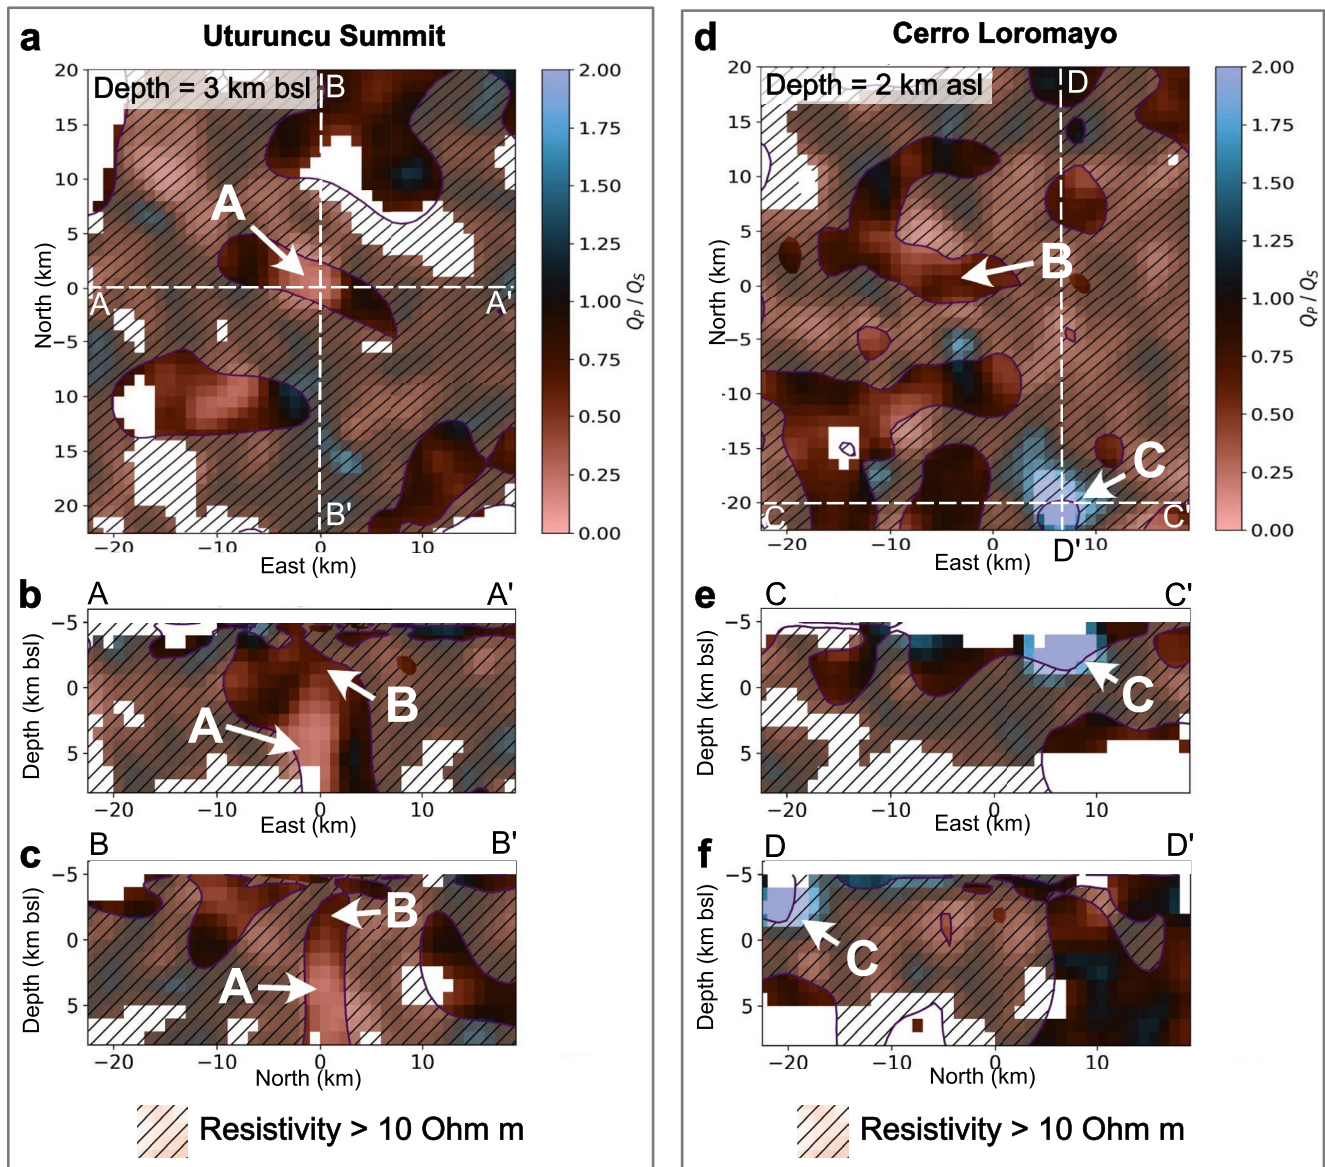 a
Uturuncu Summit
Depth = 3 km bsl
B
A
A
A'
B'
20
15
10
5
0
−5
10
15
20
North (km)
−20
−10
0
10
East (km)
2.00
1.75
1.50
1.25
1.00
0.75
0.50
0.25
0.00
QP / QS
b
A
A'
−5
0
5
Depth (km bsl)
A
B
−20
−10
0
10
East (km)
c
B
B'
−5
0
5
Depth (km bsl)
A
B
−20
−10
0
10
North (km)
Resistivity > 10 Ohm m
d
Cerro Loromayo
Depth = 2 km asl
D
B
C
C
C'
D'
20
15
10
5
0
−5
-10
-15
-20
North (km)
−20
−10
0
10
East (km)
2.00
1.75
1.50
1.25
1.00
0.75
0.50
0.25
0.00
QP / QS
e
C
C'
−5
0
5
Depth (km bsl)
C
−20
−10
0
10
East (km)
f
D
D'
−5
0
5
Depth (km bsl)
C
−20
−10
0
10
North (km)
Resistivity > 10 Ohm m